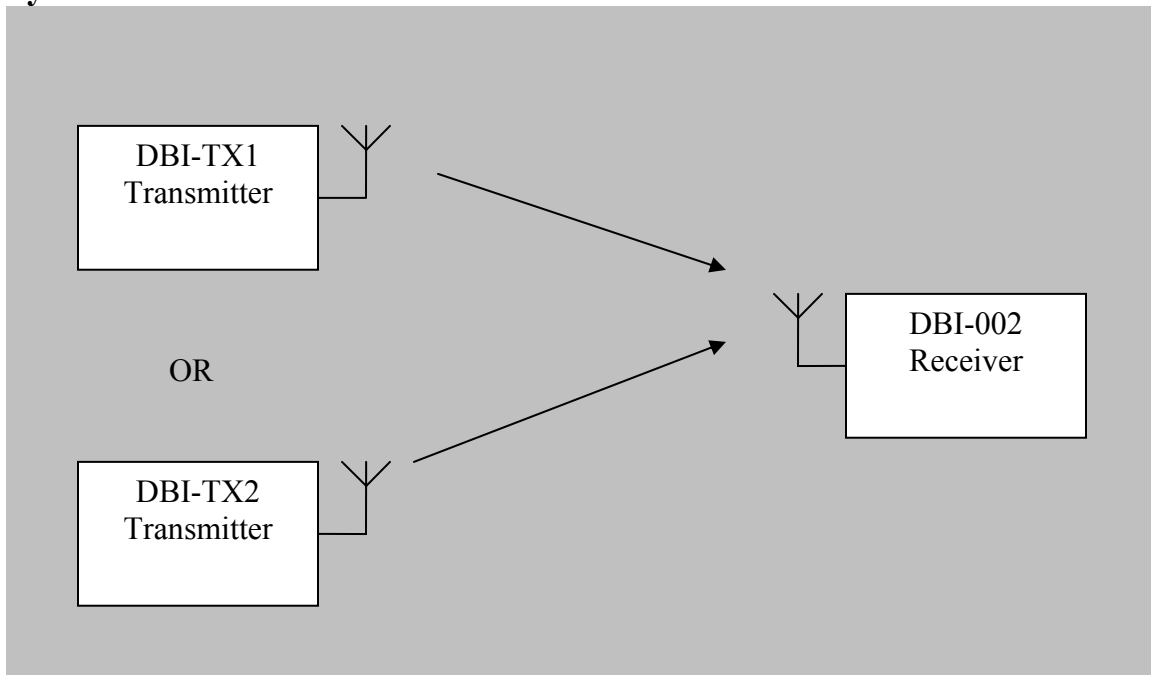 DBI-TX1
Transmitter
OR
DBI-TX2
Transmitter
DBI-002
Receiver